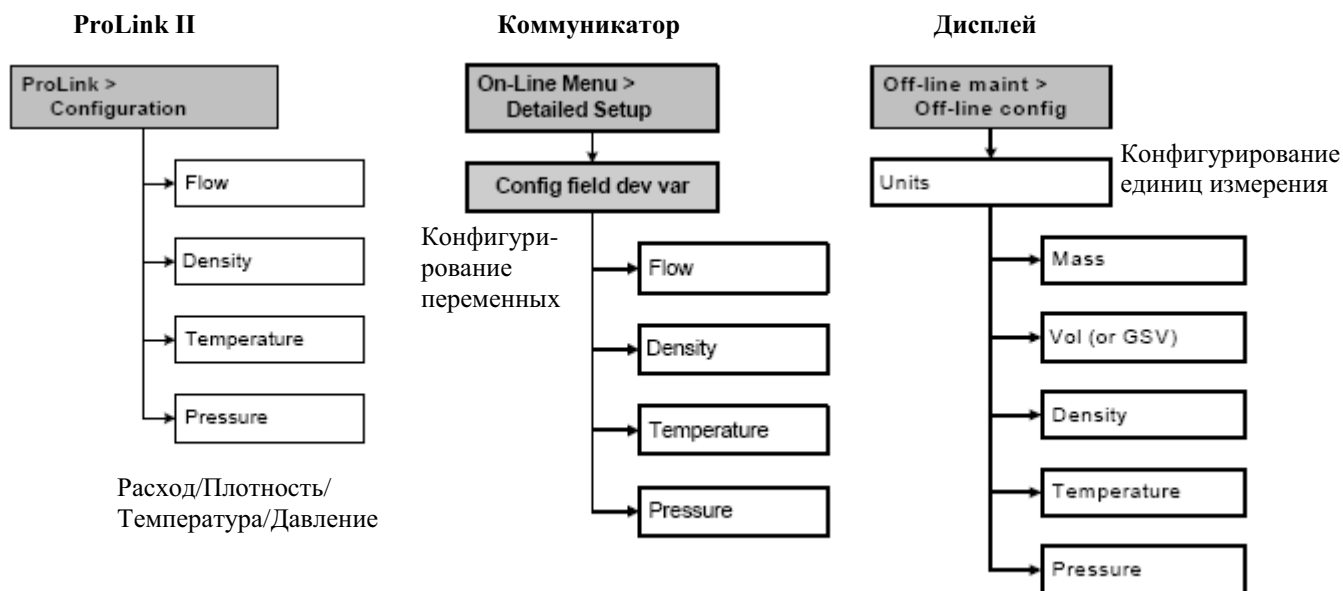 ProLink II
ProLink >
Configuration
Flow
Density
Temperature
Pressure
Расход/Плотность/
Температура/Давление
Коммуникатор
On-Line Menu >
Detailed Setup
Config field dev var
Конфигури-
рование
переменных
Flow
Density
Temperature
Pressure
Дисплей
Off-line maint >
Off-line config
Units
Конфигурирование
единиц измерения
Mass
Vol (or GSV)
Density
Temperature
Pressure